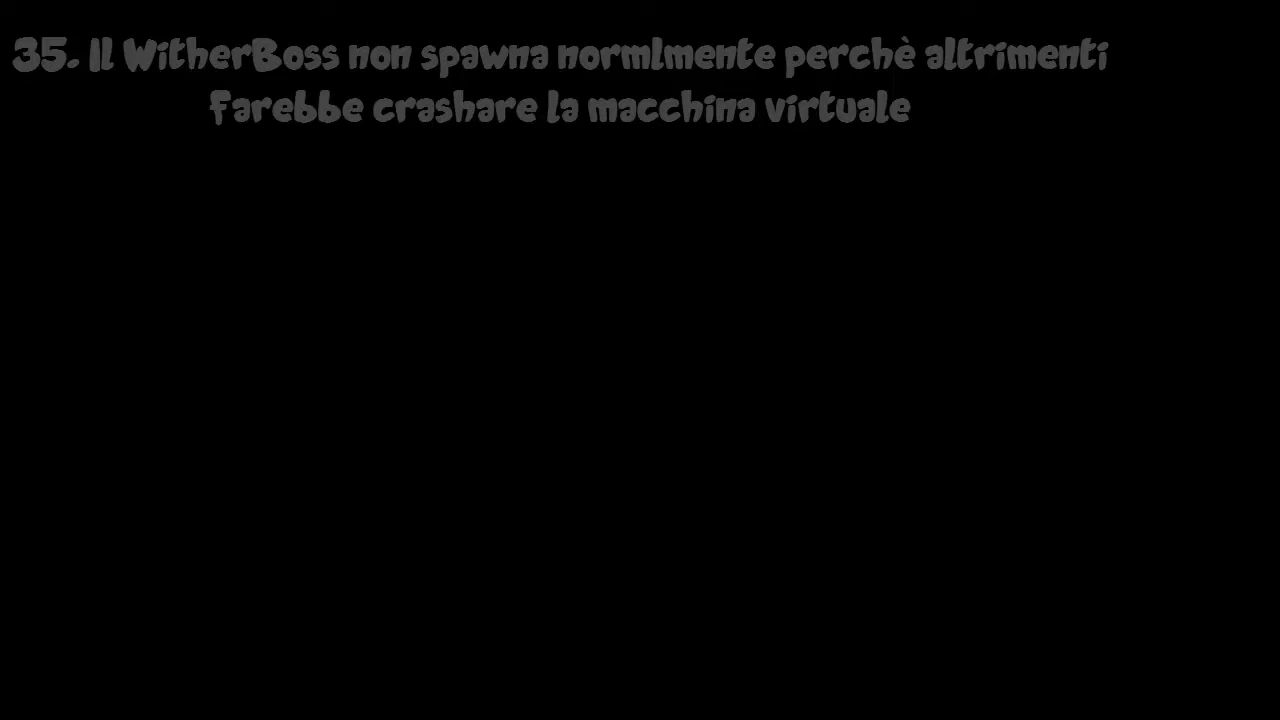 35. Il WitherBoss non spawna normlmente perchè altrimenti
farebbe crashare la macchina virtuale